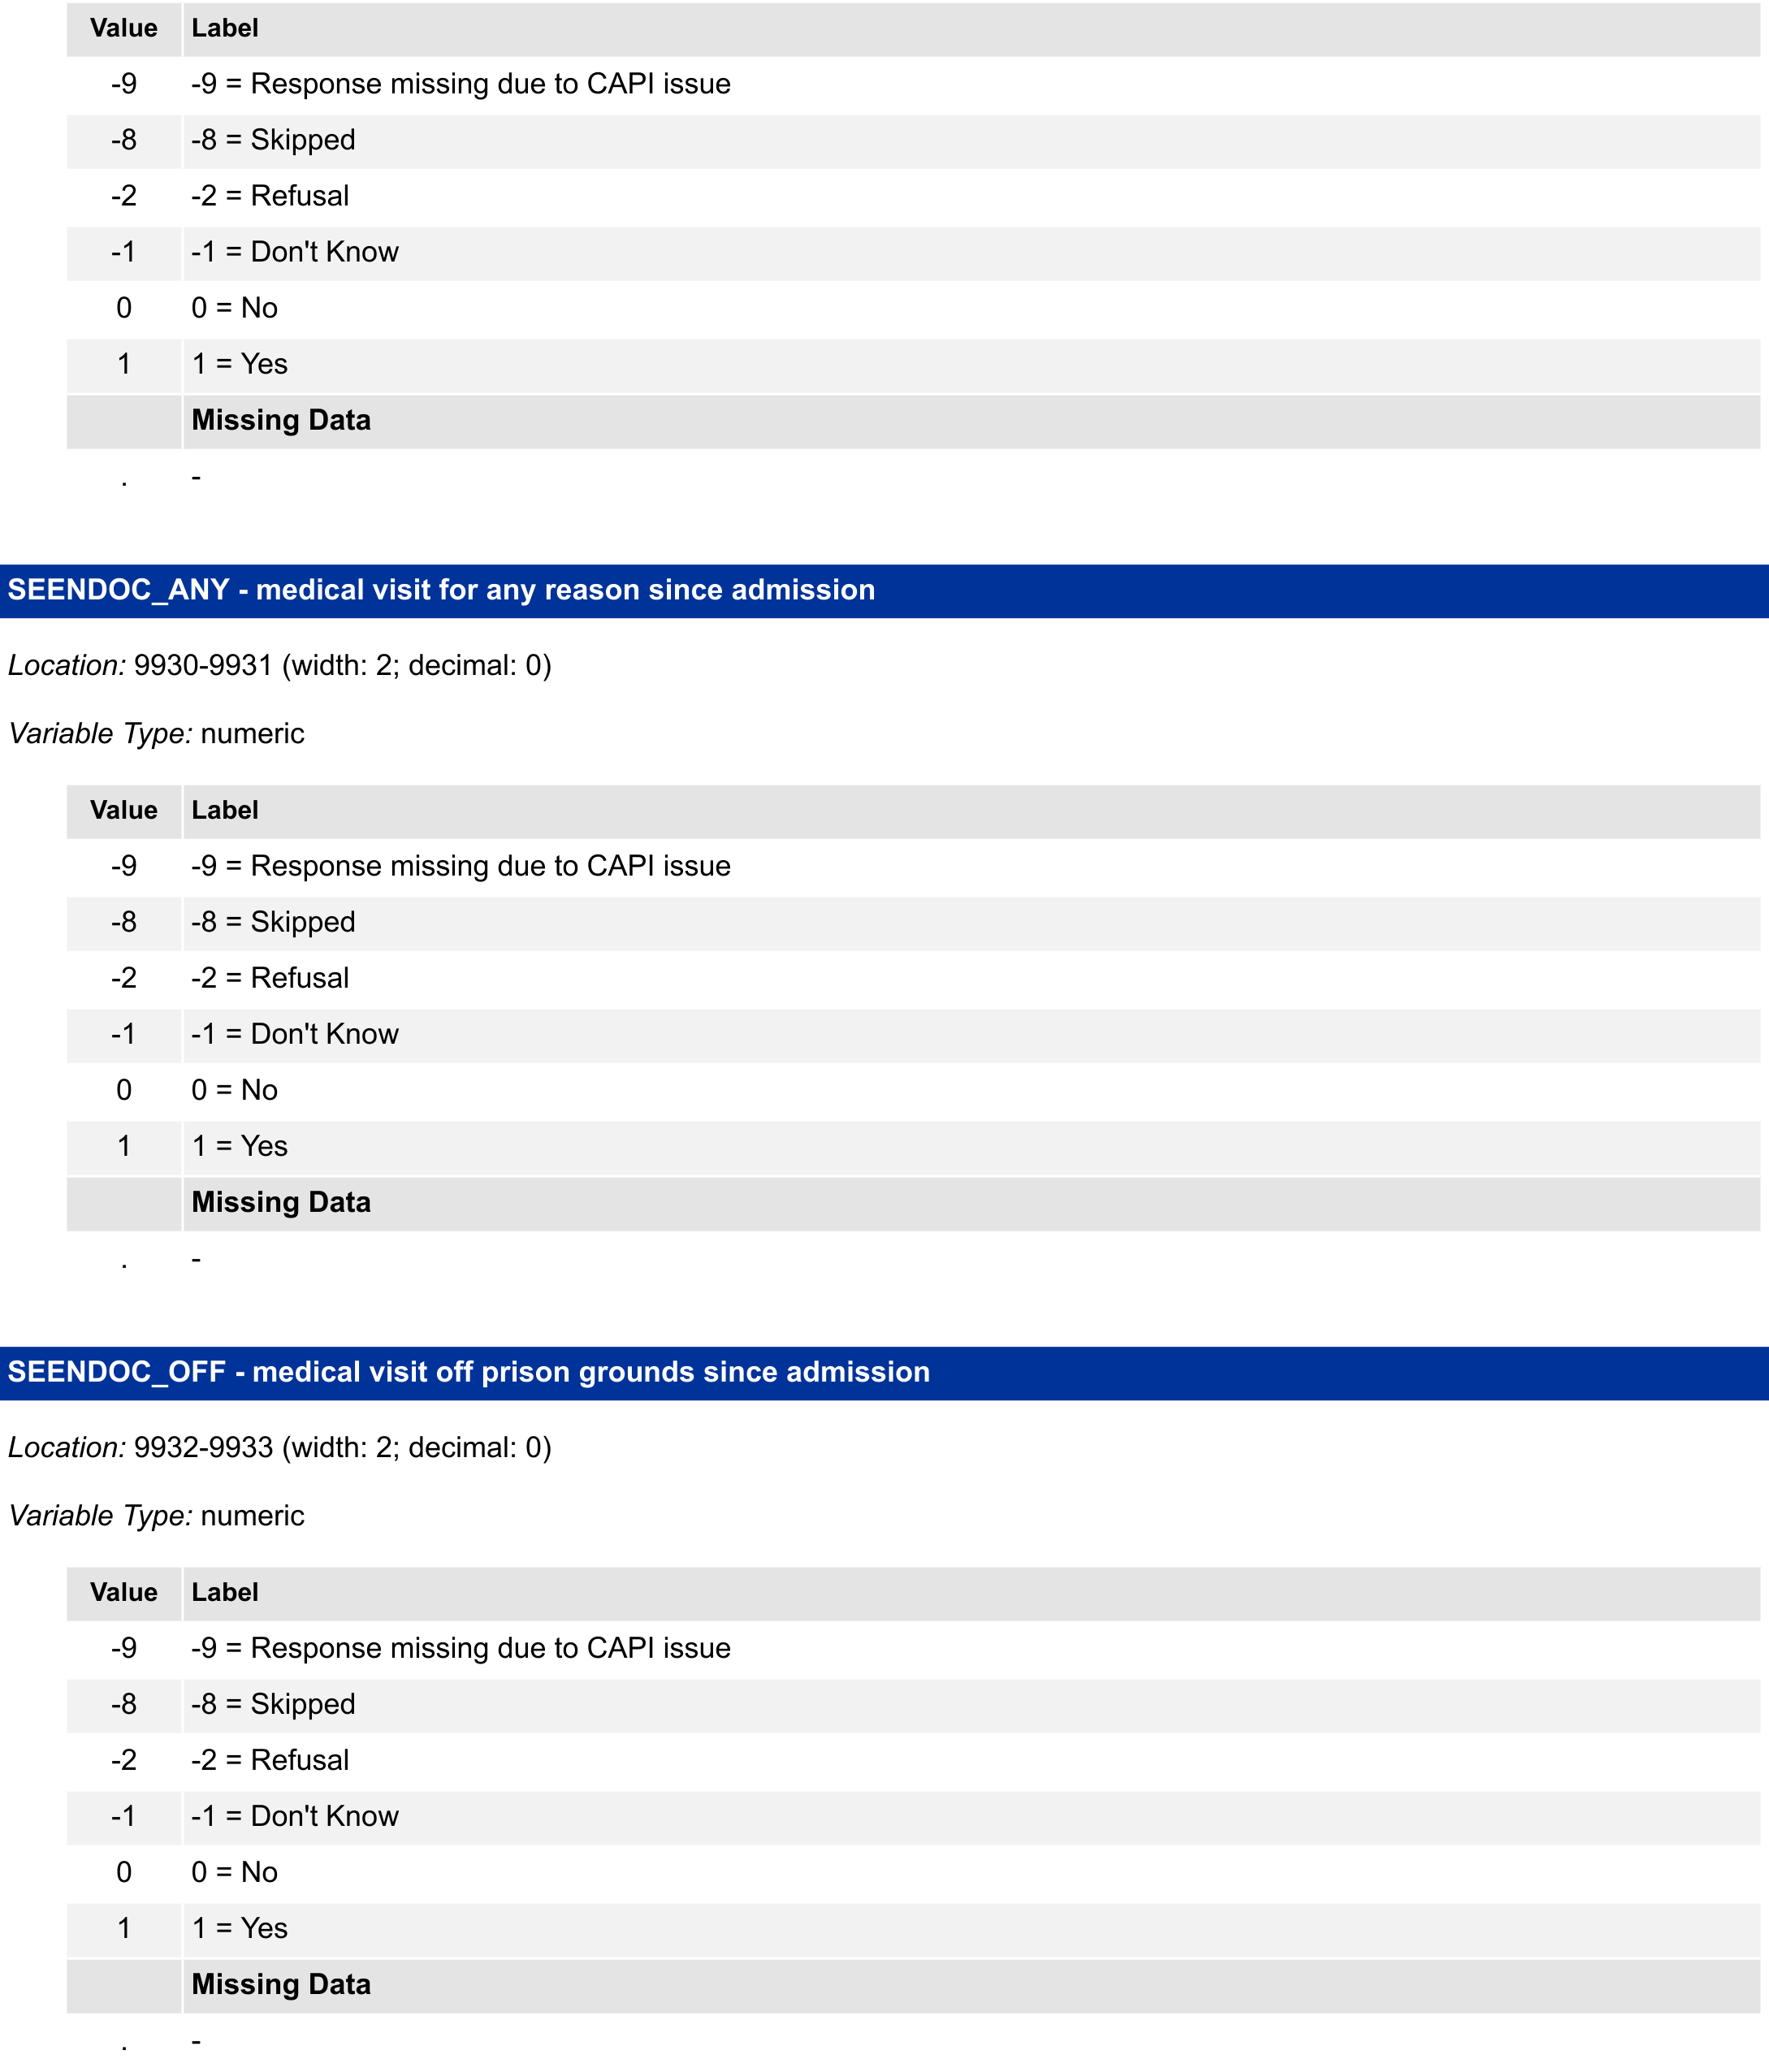 Value Label
-9 -9 = Response missing due to CAPI issue
-8 -8 = Skipped
-2 -2 = Refusal
-1 -1 = Don't Know
0 0 = No
1 1 = Yes
Missing Data
. -
SEENDOC_ANY - medical visit for any reason since admission
Location: 9930-9931 (width: 2; decimal: 0)
Variable Type: numeric
Value Label
-9 -9 = Response missing due to CAPI issue
-8 -8 = Skipped
-2 -2 = Refusal
-1 -1 = Don't Know
0 0 = No
1 1 = Yes
Missing Data
. -
SEENDOC_OFF - medical visit off prison grounds since admission
Location: 9932-9933 (width: 2; decimal: 0)
Variable Type: numeric
Value Label
-9 -9 = Response missing due to CAPI issue
-8 -8 = Skipped
-2 -2 = Refusal
-1 -1 = Don't Know
0 0 = No
1 1 = Yes
Missing Data
. -